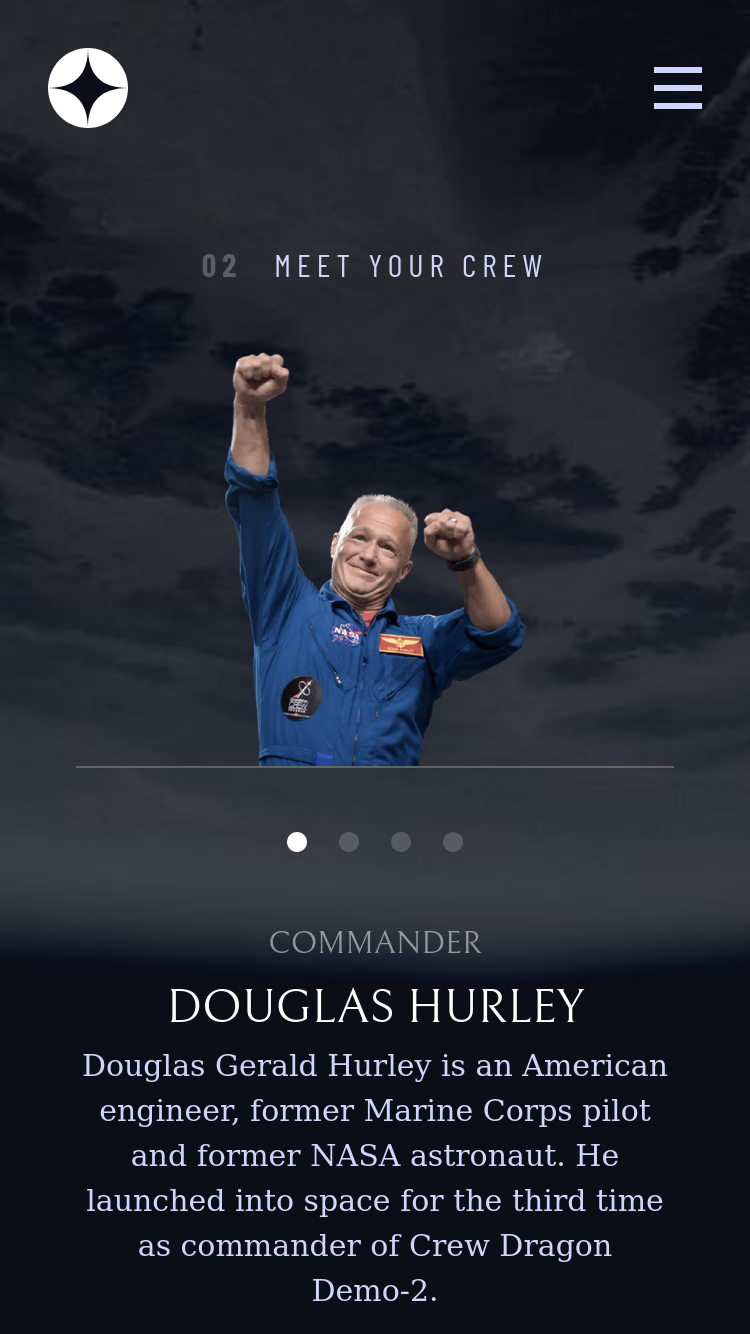 02 MEET YOUR CREW
NASA
COMMANDER
DOUGLAS HURLEY
Douglas Gerald Hurley is an American
engineer, former Marine Corps pilot
and former NASA astronaut. He
launched into space for the third time
as commander of Crew Dragon
Demo-2.